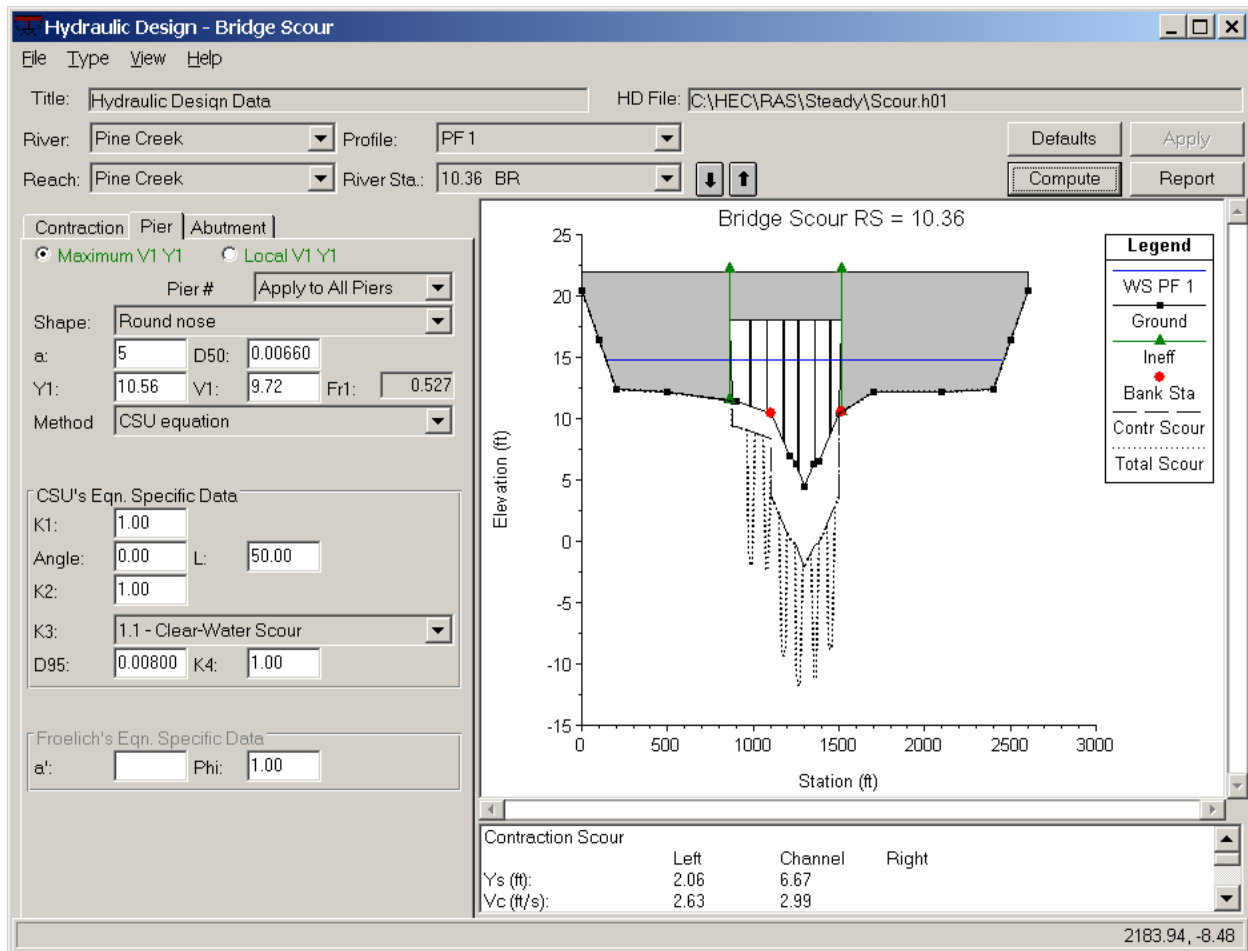 Hydraulic Design - Bridge Scour
File Type View Help
Title: Hydraulic Design Data HD File: C:\HEC\RAS\Steady\Scour.h01
River: Pine Creek Profile: PF 1 Defaults Apply
Reach: Pine Creek River Sta.: 10.36 BR Compute Report
Contraction Pier Abutment
Maximum V1 Y1 Local V1 Y1
Pier # Apply to All Piers
Shape: Round nose
a: 5 D50: 0.00660
Y1: 10.56 V1: 9.72 Fr1: 0.527
Method CSU equation
CSU's Eqn. Specific Data
K1: 1.00
Angle: 0.00 L: 50.00
K2: 1.00
K3: 1.1 - Clear-Water Scour
D95: 0.00800 K4: 1.00
Froelich's Eqn. Specific Data
a': Phi: 1.00
Bridge Scour RS = 10.36
25
20
15
10
5
0
-5
-10
-15
Elevation (ft)
0 500 1000 1500 2000 2500 3000
Station (ft)
Legend
WS PF 1
Ground
Ineff
Bank Sta
Contr Scour
Total Scour
Contraction Scour
Left Channel Right
Ys (ft): 2.06 6.67
Vc (ft/s): 2.63 2.99
2183.94, -8.48